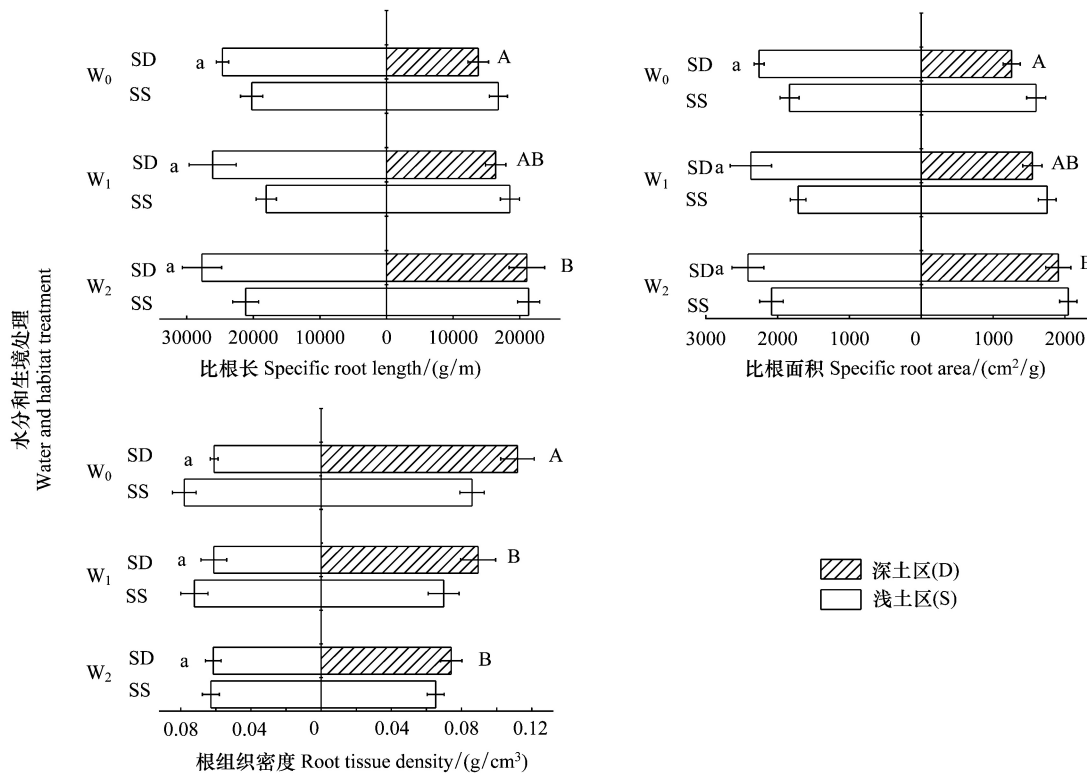 水分和生境处理
Water and habitat treatment
W0
SD
a
A
SS
W1
SD
a
AB
SS
W2
SD
a
B
SS
30000 20000 10000 0 10000 20000
比根长 Specific root length/(g/m)
W0
SD
a
A
SS
W1
SD
a
AB
SS
W2
SD
a
SS
3000 2000 1000 0 1000 2000
比根面积 Specific root area/(cm²/g)
W0
SD
a
A
SS
W1
SD
a
B
SS
W2
SD
a
B
SS
0.08 0.04 0 0.04 0.08 0.12
根组织密度 Root tissue density/(g/cm³)
深土区(D)
浅土区(S)